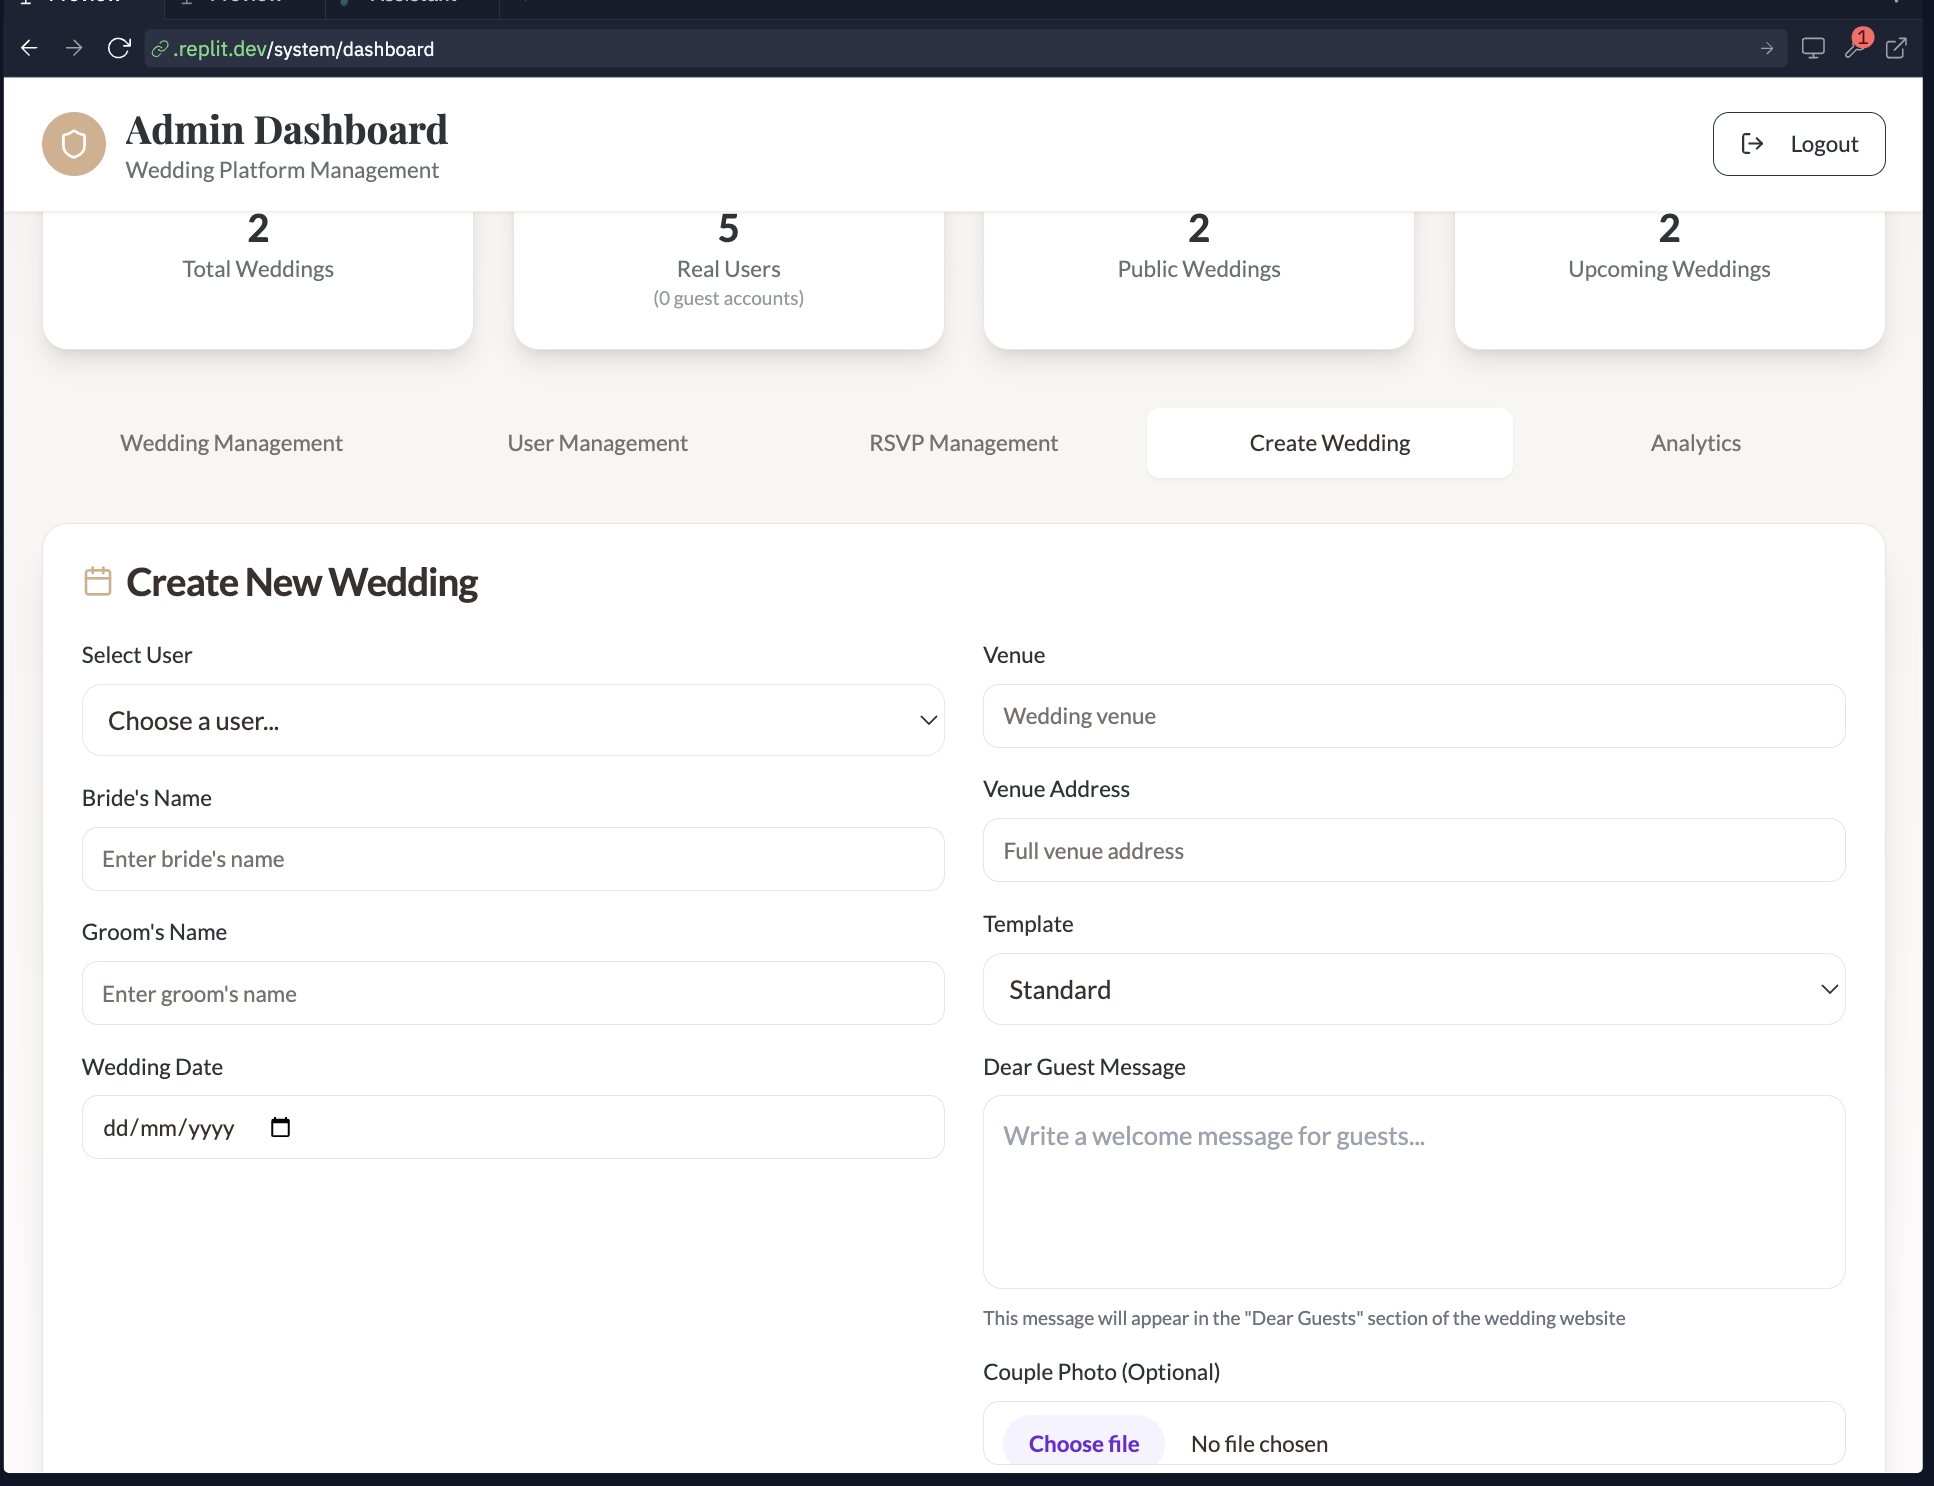 .replit.dev/system/dashboard
1
Admin Dashboard
Wedding Platform Management
Logout
2
Total Weddings
5
Real Users
(0 guest accounts)
2
Public Weddings
2
Upcoming Weddings
Wedding Management
User Management
RSVP Management
Create Wedding
Analytics
Create New Wedding
Select User
Choose a user...
Bride's Name
Enter bride's name
Groom's Name
Enter groom's name
Wedding Date
dd/mm/yyyy
Venue
Wedding venue
Venue Address
Full venue address
Template
Standard
Dear Guest Message
Write a welcome message for guests...
This message will appear in the "Dear Guests" section of the wedding website
Couple Photo (Optional)
Choose file
No file chosen